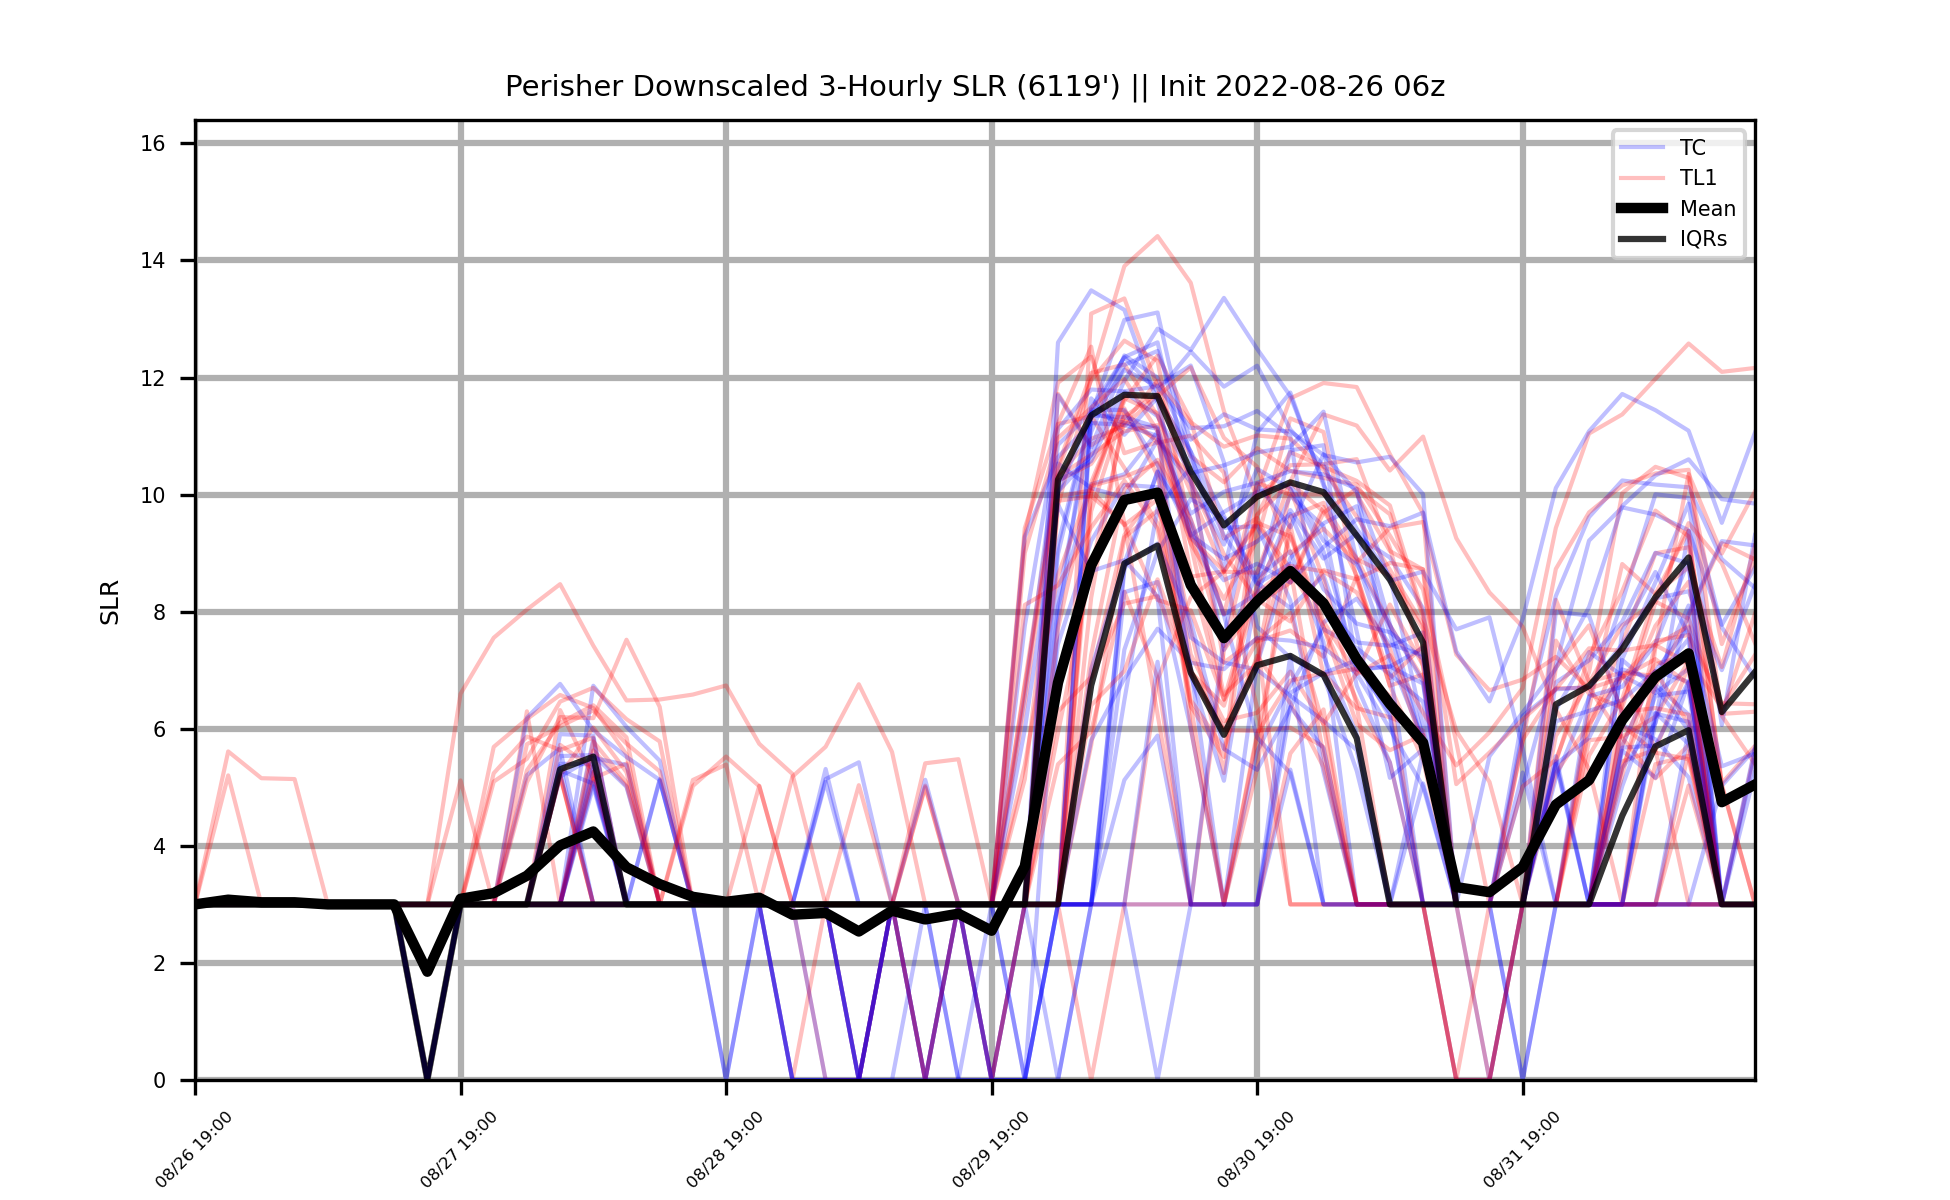 Perisher Downscaled 3-Hourly SLR (6119') || Init 2022-08-26 06z
TC
TL1
Mean
IQRs
SLR
16
14
12
10
8
6
4
2
0
08/26 19:00
08/27 19:00
08/28 19:00
08/29 19:00
08/30 19:00
08/31 19:00